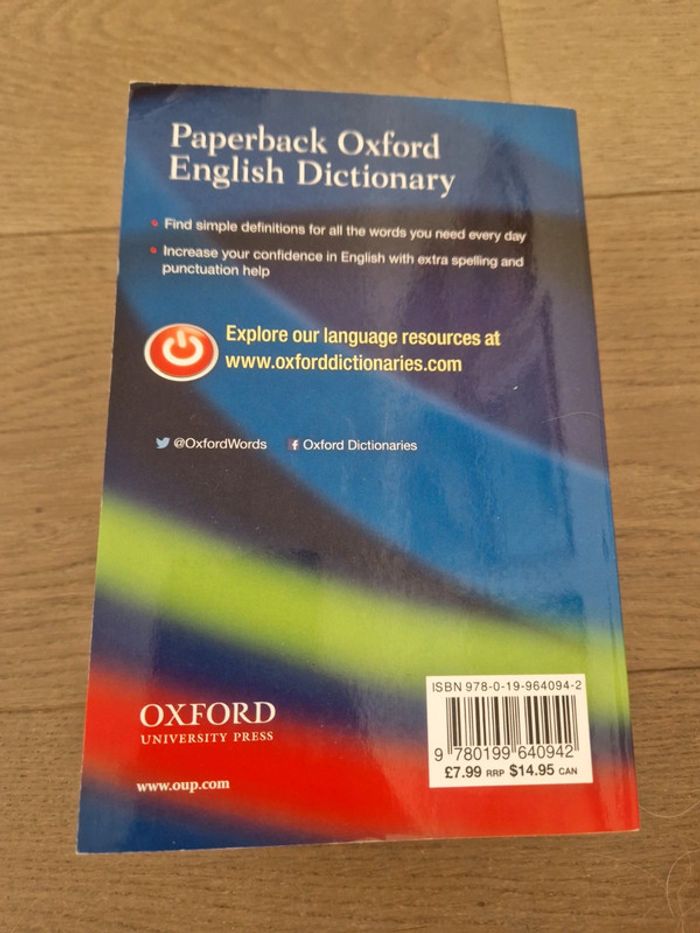 Paperback Oxford
English Dictionary
Find simple definitions for all the words you need every day
Increase your confidence in English with extra spelling and
punctuation help
Explore our language resources at
www.oxforddictionaries.com
@OxfordWords Oxford Dictionaries
OXFORD
UNIVERSITY PRESS
www.oup.com
ISBN 978-0-19-964094-2
9 780199 640942
£7.99 RRP $14.95 CAN